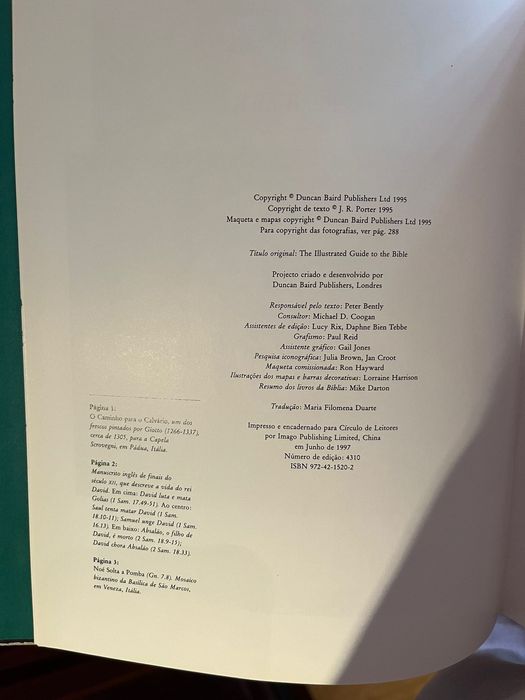 Copyright © Duncan Baird Publishers Ltd 1995
Copyright de texto © J. R. Porter 1995
Maqueta e mapas copyright © Duncan Baird Publishers Ltd 1995
Para copyright das fotografias, ver pág. 288
Título original: The Illustrated Guide to the Bible
Projecto criado e desenvolvido por
Duncan Baird Publishers, Londres
Responsável pelo texto: Peter Bently
Consultor: Michael D. Coogan
Assistentes de edição: Lucy Rix, Daphne Bien Tebbe
Grafismo: Paul Reid
Assistente gráfico: Gail Jones
Pesquisa iconográfica: Julia Brown, Jan Croot
Maqueta comissionada: Ron Hayward
Ilustrações dos mapas e barras decorativas: Lorraine Harrison
Resumo dos livros da Bíblia: Mike Darton
Tradução: Maria Filomena Duarte
Impresso e encadernado para Círculo de Leitores
por Imago Publishing Limited, China
em Junho de 1997
Número de edição: 4310
ISBN 972-42-1520-2
Página 1:
O Caminho para o Calvário, um dos
frescos pintados por Giotto (1266-1337),
cerca de 1305, para a Capela
Scrovegni, em Pádua, Itália.
Página 2:
Manuscrito inglês de finais do
século XII, que descreve a vida do rei
David. Em cima: David luta e mata
Golias (1 Sam. 17.49-51). Ao centro:
Saul tenta matar David (1 Sam.
18.10-11); Samuel unge David (1 Sam.
16.13). Em baixo: Absalão, o filho de
David, é morto (2 Sam. 18.9-15);
David chora Absalão (2 Sam. 18.33).
Página 3:
Noé Solta a Pomba (Gn. 7.8). Mosaico
bizantino da Basílica de São Marcos,
em Veneza, Itália.